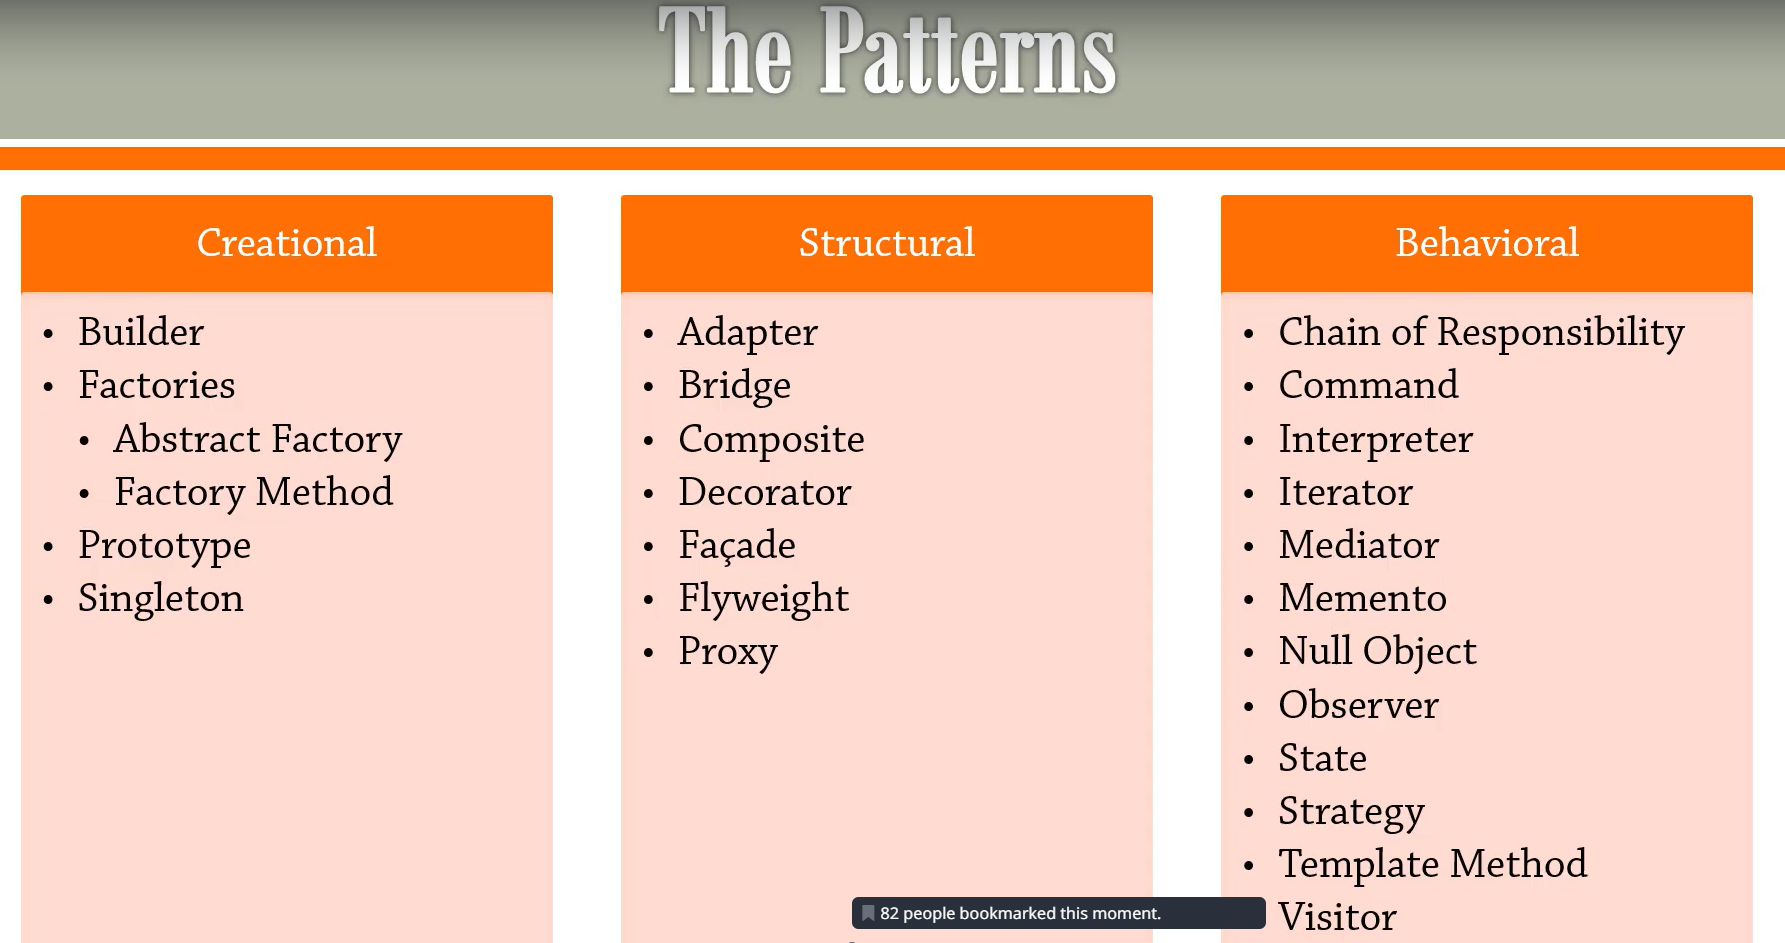 The Patterns
Creational
• Builder
• Factories
• Abstract Factory
• Factory Method
• Prototype
• Singleton
Structural
• Adapter
• Bridge
• Composite
• Decorator
• Façade
• Flyweight
• Proxy
Behavioral
• Chain of Responsibility
• Command
• Interpreter
• Iterator
• Mediator
• Memento
• Null Object
• Observer
• State
• Strategy
• Template Method
Visitor
82 people bookmarked this moment.